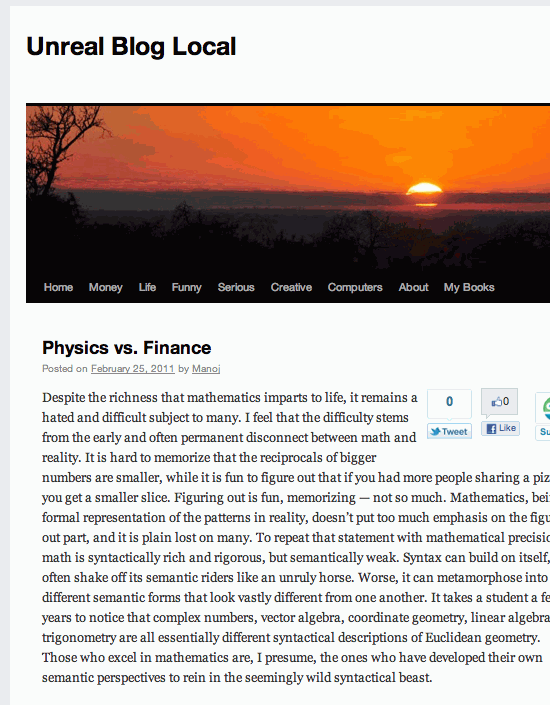 Unreal Blog Local
Home Money Life Funny Serious Creative Computers About My Books
Physics vs. Finance
Posted on February 25, 2011 by Manoj
Despite the richness that mathematics imparts to life, it remains a
hated and difficult subject to many. I feel that the difficulty stems
from the early and often permanent disconnect between math and
reality. It is hard to memorize that the reciprocals of bigger
numbers are smaller, while it is fun to figure out that if you had more people sharing a piz
you get a smaller slice. Figuring out is fun, memorizing — not so much. Mathematics, bei
formal representation of the patterns in reality, doesn't put too much emphasis on the figu
out part, and it is plain lost on many. To repeat that statement with mathematical precisio
math is syntactically rich and rigorous, but semantically weak. Syntax can build on itself,
often shake off its semantic riders like an unruly horse. Worse, it can metamorphose into
different semantic forms that look vastly different from one another. It takes a student a fe
years to notice that complex numbers, vector algebra, coordinate geometry, linear algebra
trigonometry are all essentially different syntactical descriptions of Euclidean geometry.
Those who excel in mathematics are, I presume, the ones who have developed their own
semantic perspectives to rein in the seemingly wild syntactical beast.
0 0
Tweet Like Su